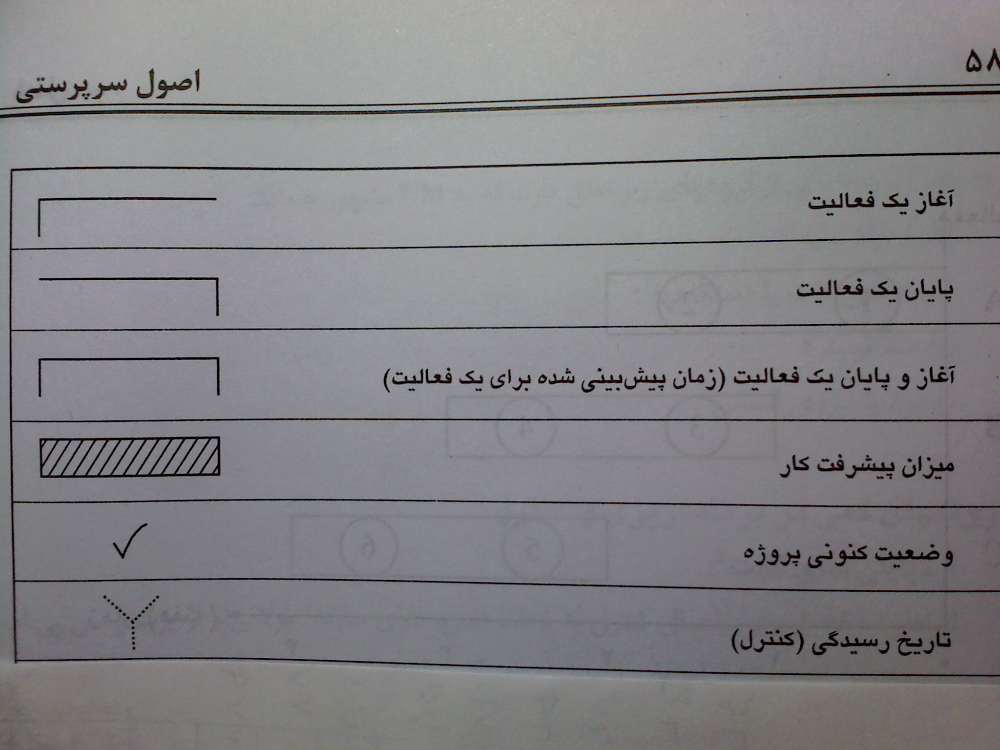 ۵۸
اصول سرپرستی
آغاز یک فعالیت
پایان یک فعالیت
آغاز و پایان یک فعالیت (زمان پیش‌بینی شده برای یک فعالیت)
میزان پیشرفت کار
وضعیت کنونی پروژه
تاریخ رسیدگی (کنترل)